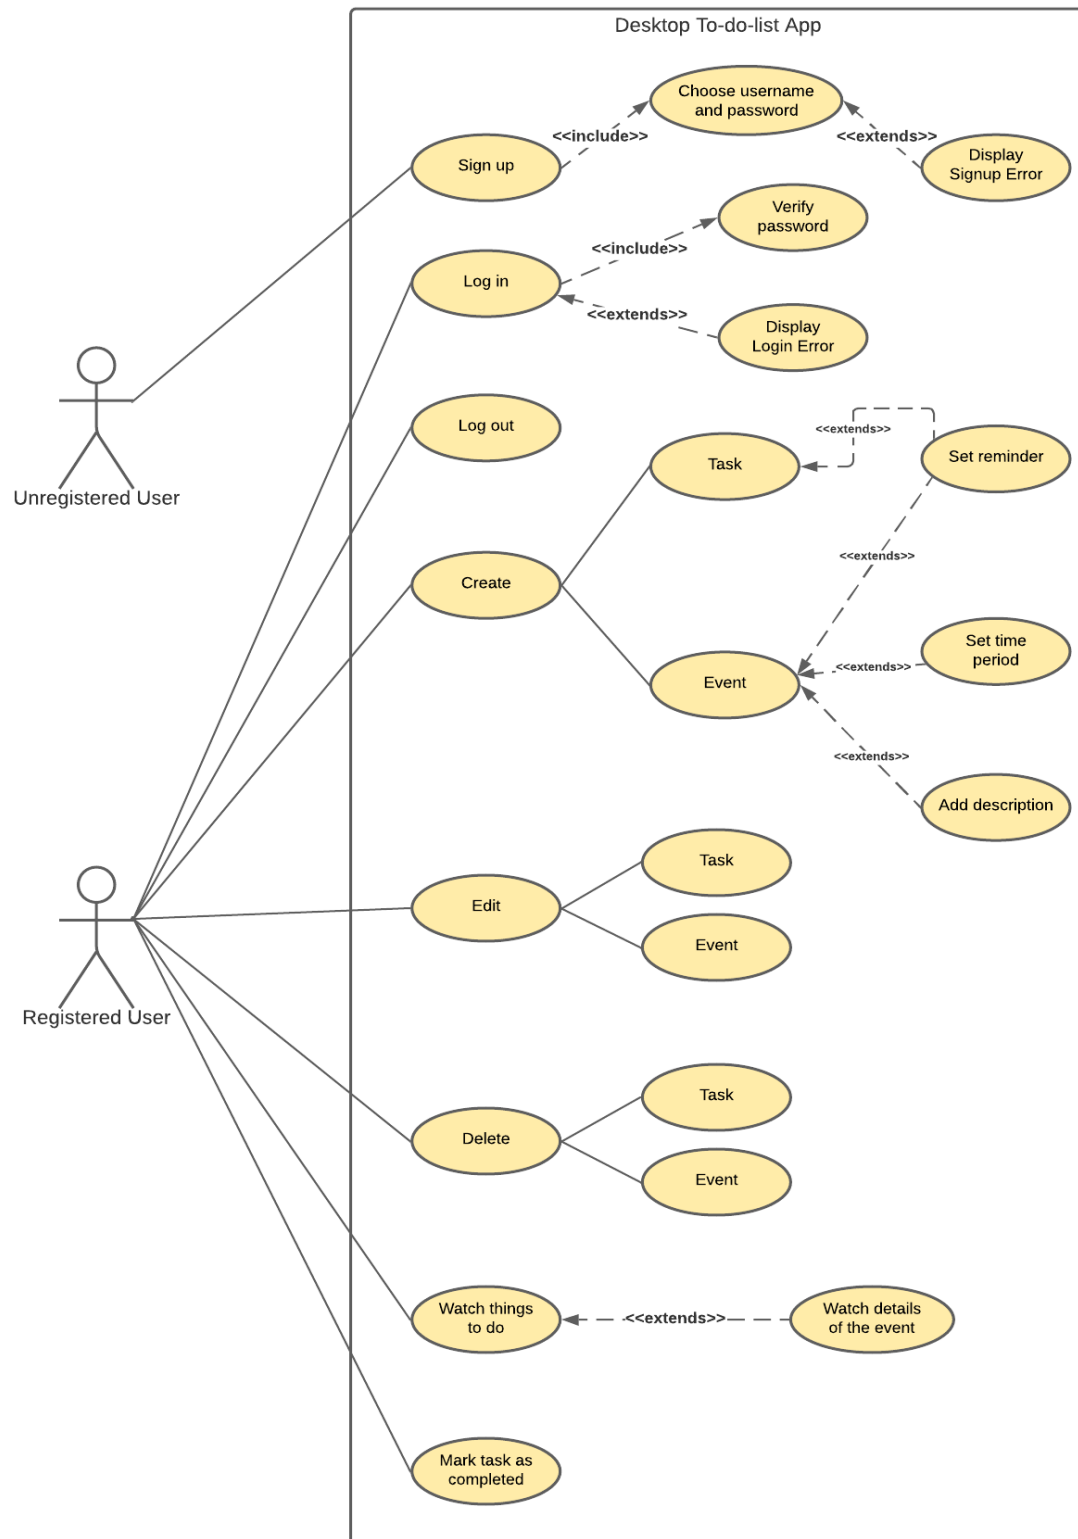 Desktop To-do-list App
Choose username
and password
<<include>>
<<extends>>
Sign up
Display
Signup Error
Verify
password
<<include>>
Log in
<<extends>>
Display
Login Error
Unregistered User
Log out
<<extends>>
Task
Set reminder
<<extends>>
Create
Set time
period
<<extends>>
Event
<<extends>>
Add description
Task
Edit
Event
Registered User
Task
Delete
Event
Watch things
to do
<<extends>>
Watch details
of the event
Mark task as
completed